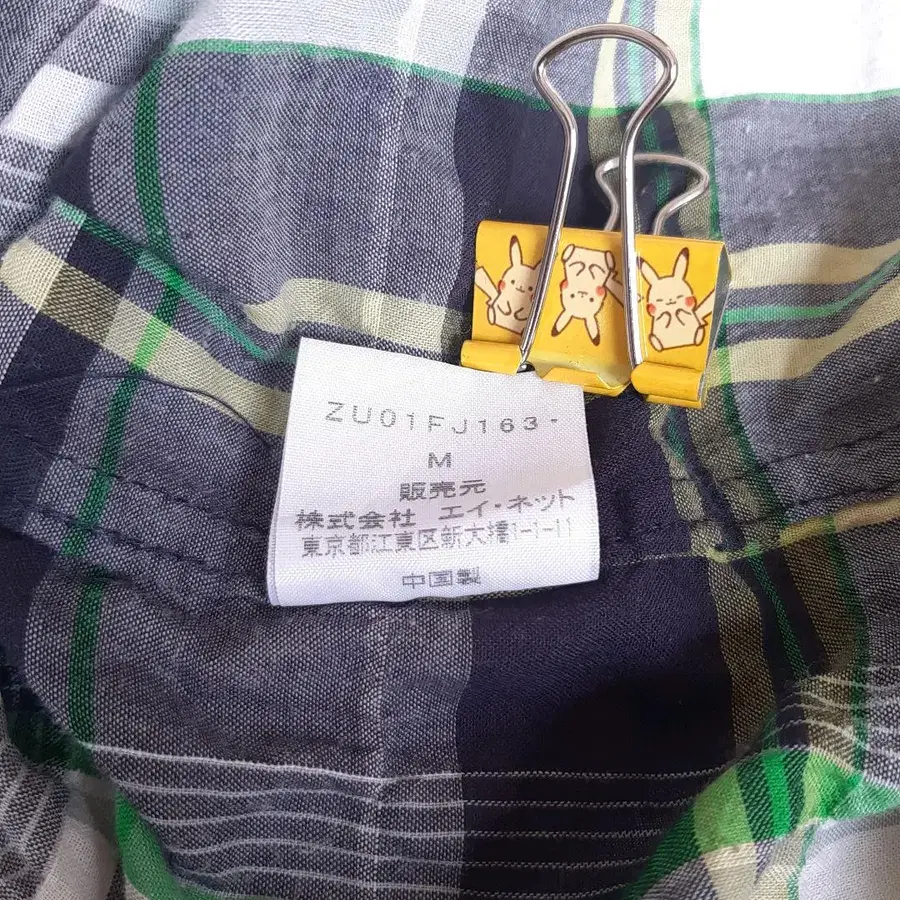 ZU01FJ163-
M
販売元
株式会社 エイ・ネット
東京都江東区新大橋1-1-11
中国製